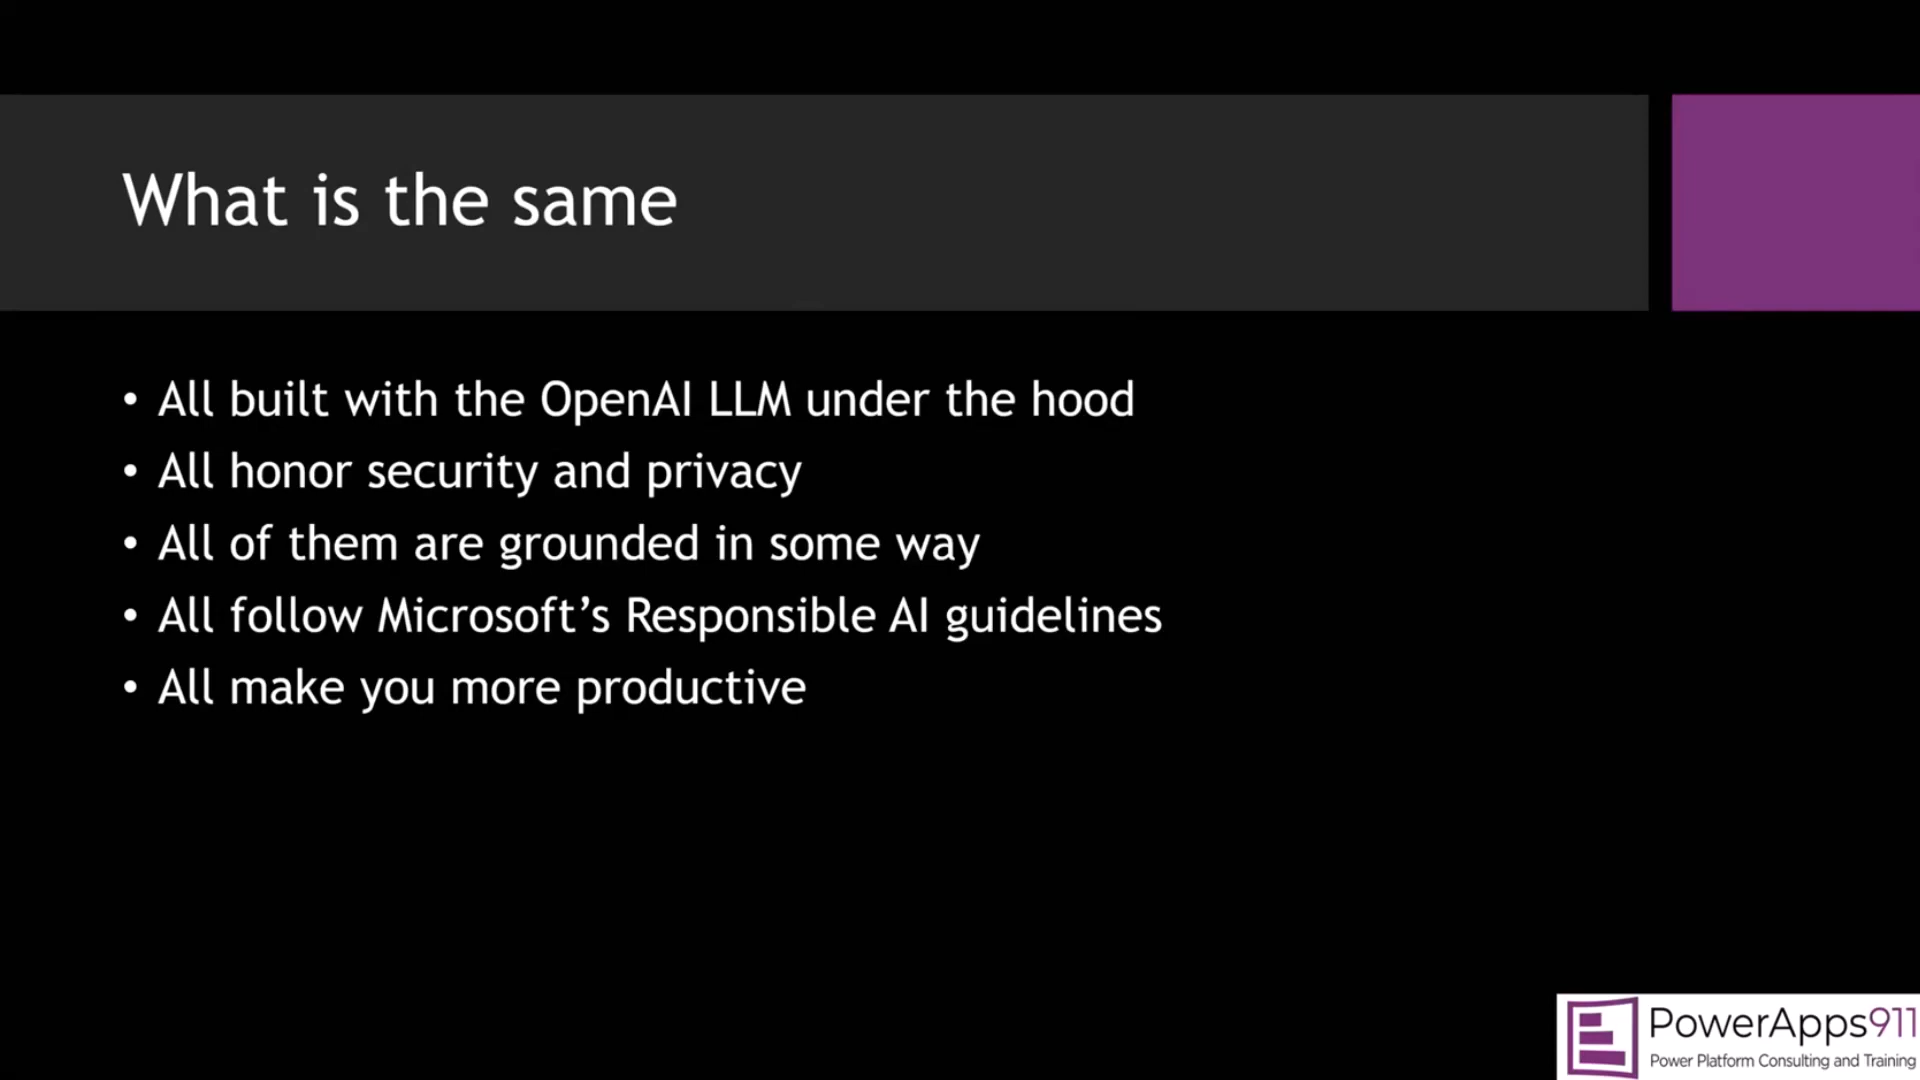 What is the same
• All built with the OpenAI LLM under the hood
• All honor security and privacy
• All of them are grounded in some way
• All follow Microsoft’s Responsible AI guidelines
• All make you more productive
PowerApps911
Power Platform Consulting and Training